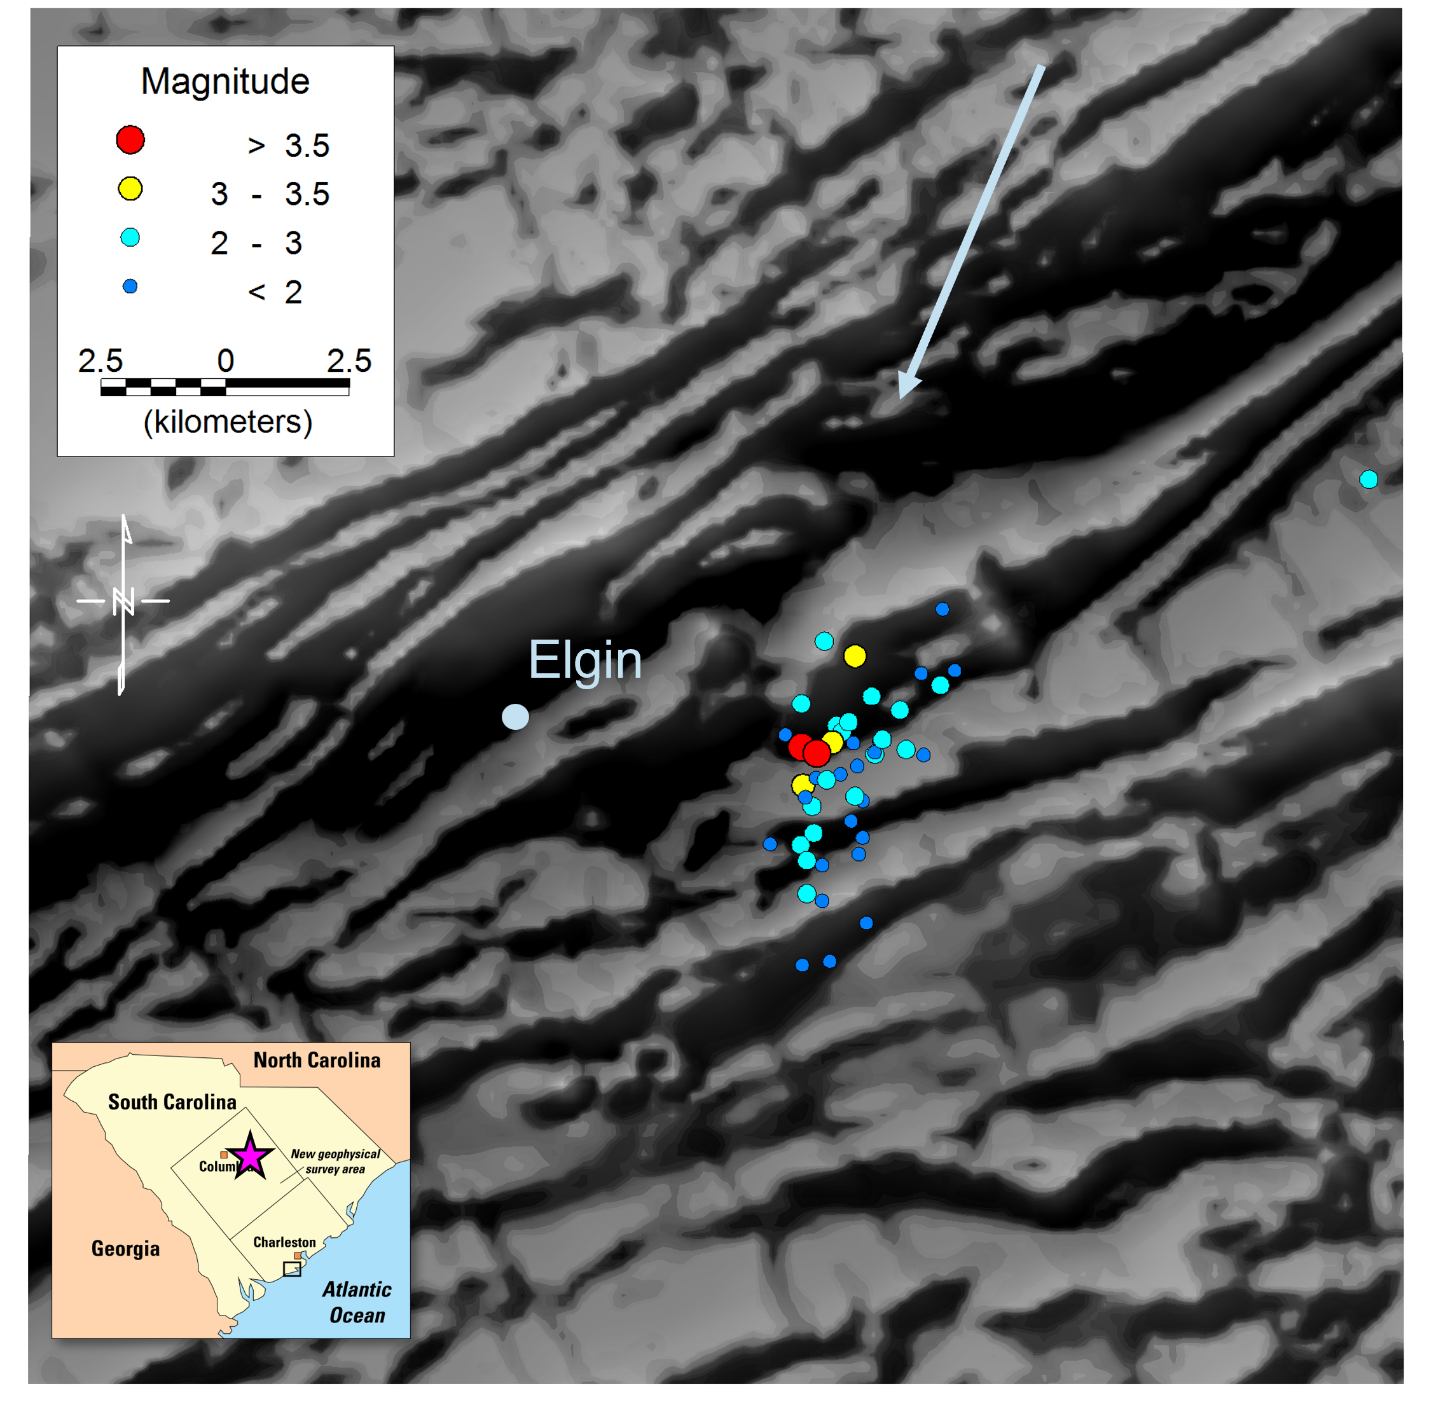 Magnitude
> 3.5
3 - 3.5
2 - 3
< 2
2.5 0 2.5
(kilometers)
N
Elgin
North Carolina
South Carolina
New geophysical
survey area
Charleston
Georgia
Atlantic
Ocean